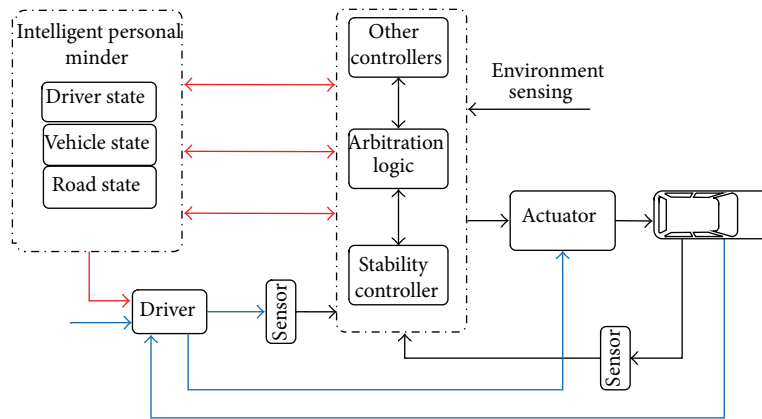 Intelligent personal
minder
Driver state
Vehicle state
Road state
Other
controllers
Arbitration
logic
Stability
controller
Environment
sensing
Actuator
Driver
Sensor
Sensor